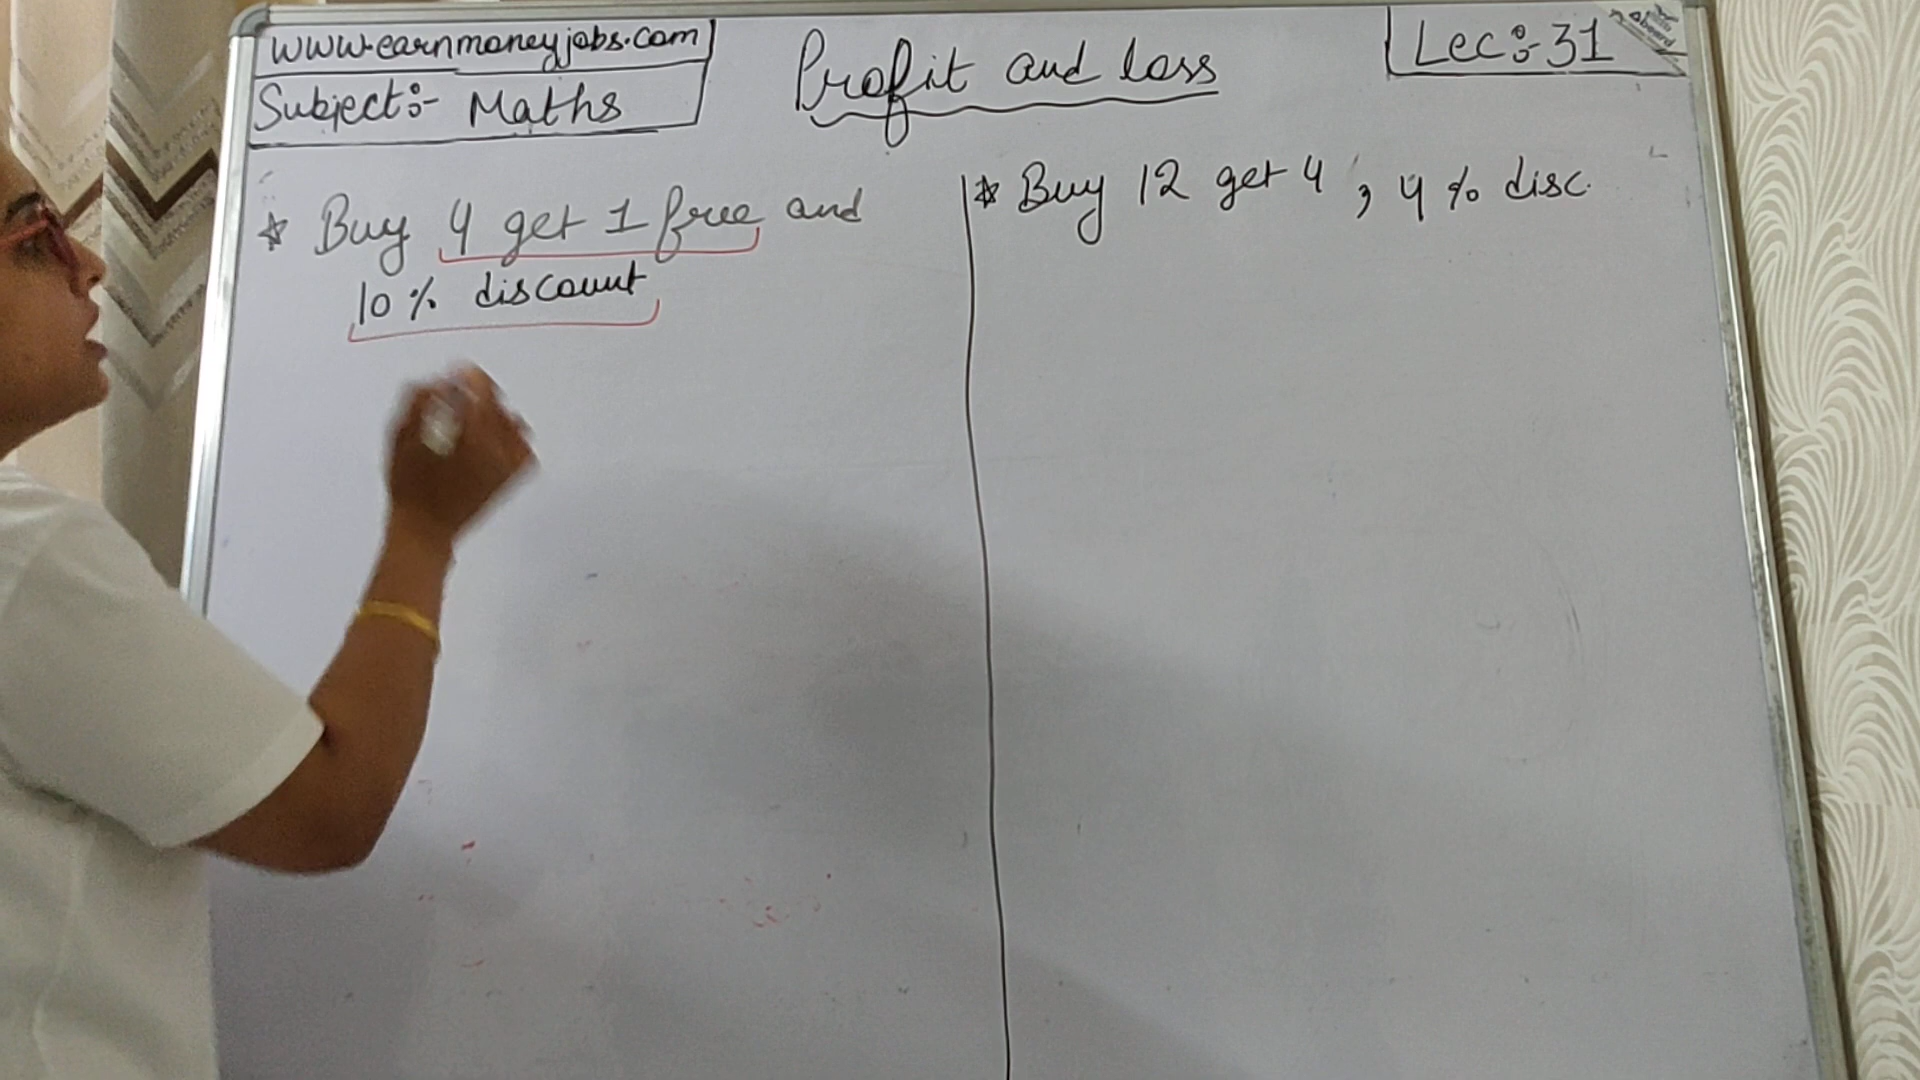 www.earnmoneyjobs.com
Subject:- Maths
Profit and loss
Lec:-31
* Buy 4 get 1 free and
10% discount
* Buy 12 get 4, 4% disc.